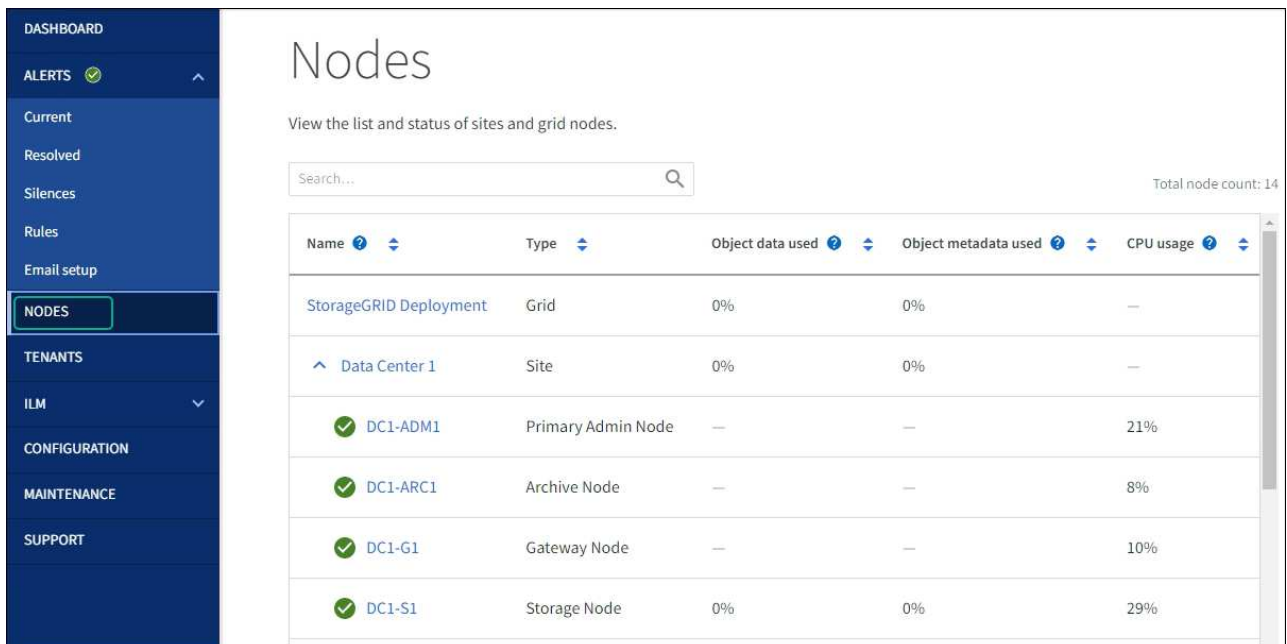 DASHBOARD
ALERTS
Current
Resolved
Silences
Rules
Email setup
NODES
TENANTS
ILM
CONFIGURATION
MAINTENANCE
SUPPORT
Nodes
View the list and status of sites and grid nodes.
Search...
Total node count: 14
Name ? Type Object data used ? Object metadata used ? CPU usage ?
StorageGRID Deployment Grid 0% 0% —
Data Center 1 Site 0% 0% —
DC1-ADM1 Primary Admin Node — — 21%
DC1-ARC1 Archive Node — — 8%
DC1-G1 Gateway Node — — 10%
DC1-S1 Storage Node 0% 0% 29%